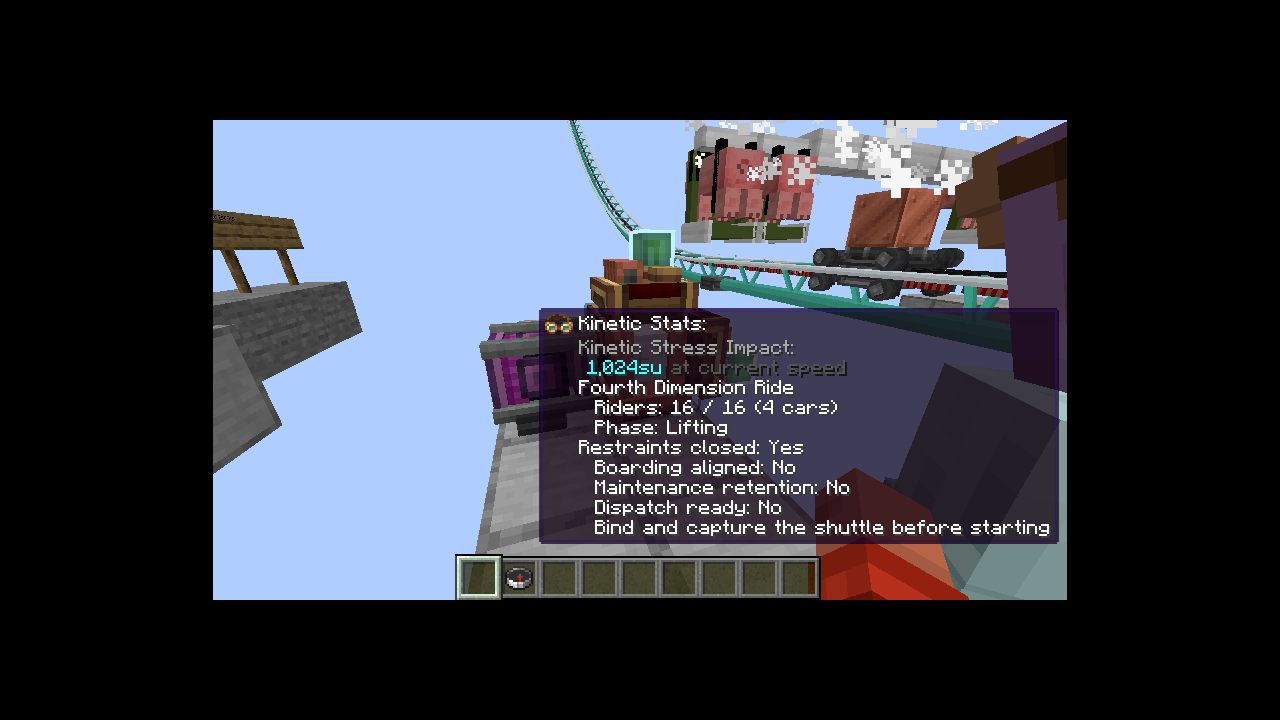 Kinetic Stats:
Kinetic Stress Impact:
1,024su at current speed
Fourth Dimension Ride
Riders: 16 / 16 (4 cars)
Phase: Lifting
Restraints closed: Yes
Boarding aligned: No
Maintenance retention: No
Dispatch ready: No
Bind and capture the shuttle before starting